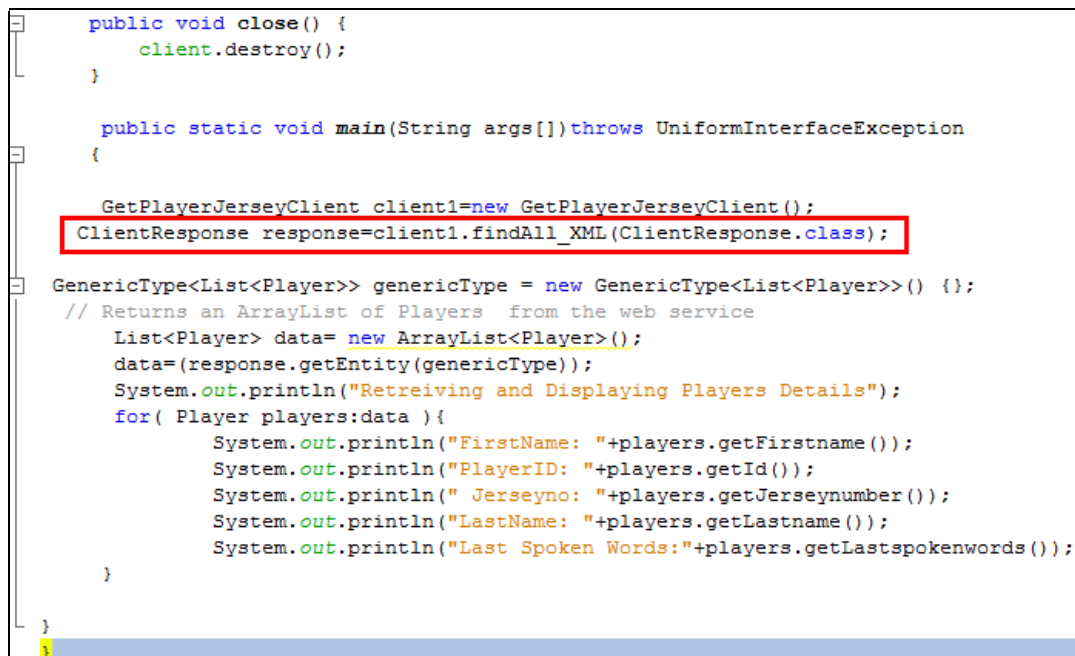 public void close() {
client.destroy();
}
public static void main(String args[])throws UniformInterfaceException
{
GetPlayerJerseyClient client1=new GetPlayerJerseyClient();
ClientResponse response=client1.findAll_XML(ClientResponse.class);
GenericType<List<Player>> genericType = new GenericType<List<Player>>() {};
// Returns an ArrayList of Players  from the web service
List<Player> data= new ArrayList<Player>();
data=(response.getEntity(genericType));
System.out.println("Retreiving and Displaying Players Details");
for( Player players:data ){
System.out.println("FirstName: "+players.getFirstname());
System.out.println("PlayerID: "+players.getId());
System.out.println(" Jerseyno: "+players.getJerseynumber());
System.out.println("LastName: "+players.getLastname());
System.out.println("Last Spoken Words:"+players.getLastspokenwords());
}
}
}